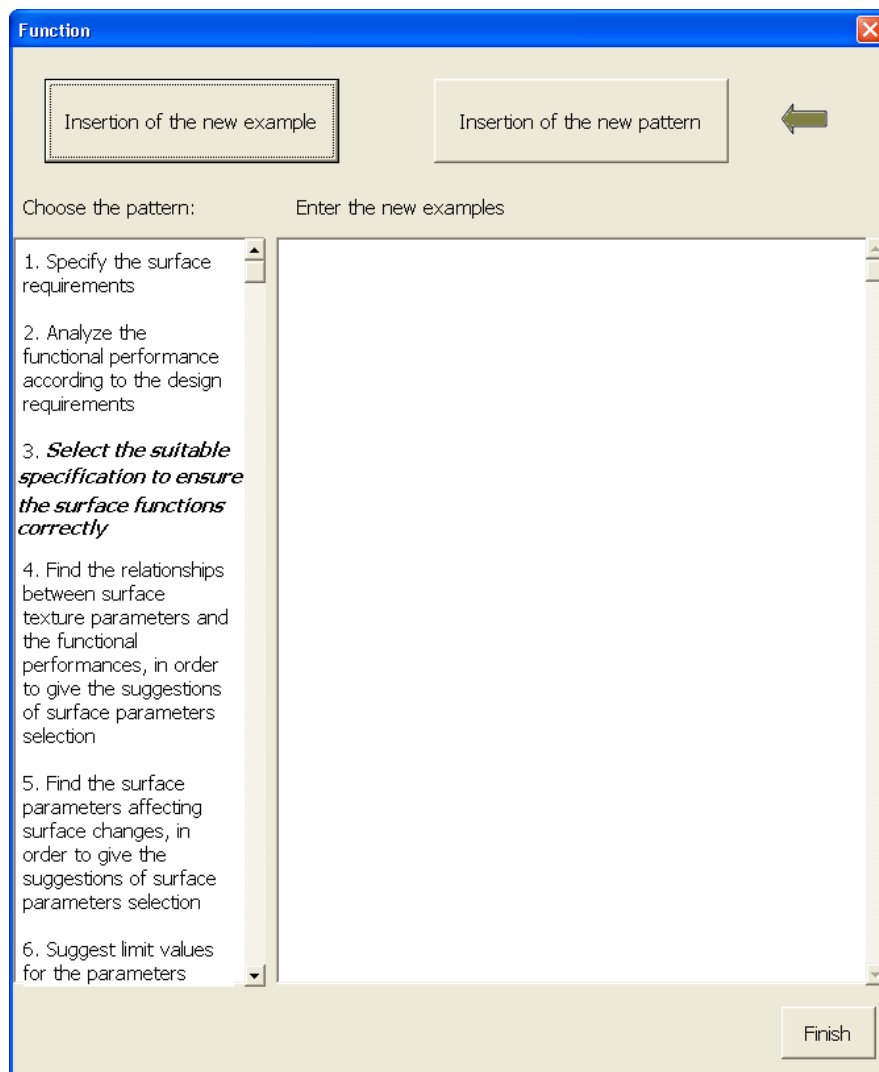 Function
Insertion of the new example
Insertion of the new pattern
Choose the pattern:
Enter the new examples
1. Specify the surface
requirements
2. Analyze the
functional performance
according to the design
requirements
3. Select the suitable
specification to ensure
the surface functions
correctly
4. Find the relationships
between surface
texture parameters and
the functional
performances, in order
to give the suggestions
of surface parameters
selection
5. Find the surface
parameters affecting
surface changes, in
order to give the
suggestions of surface
parameters selection
6. Suggest limit values
for the parameters
Finish